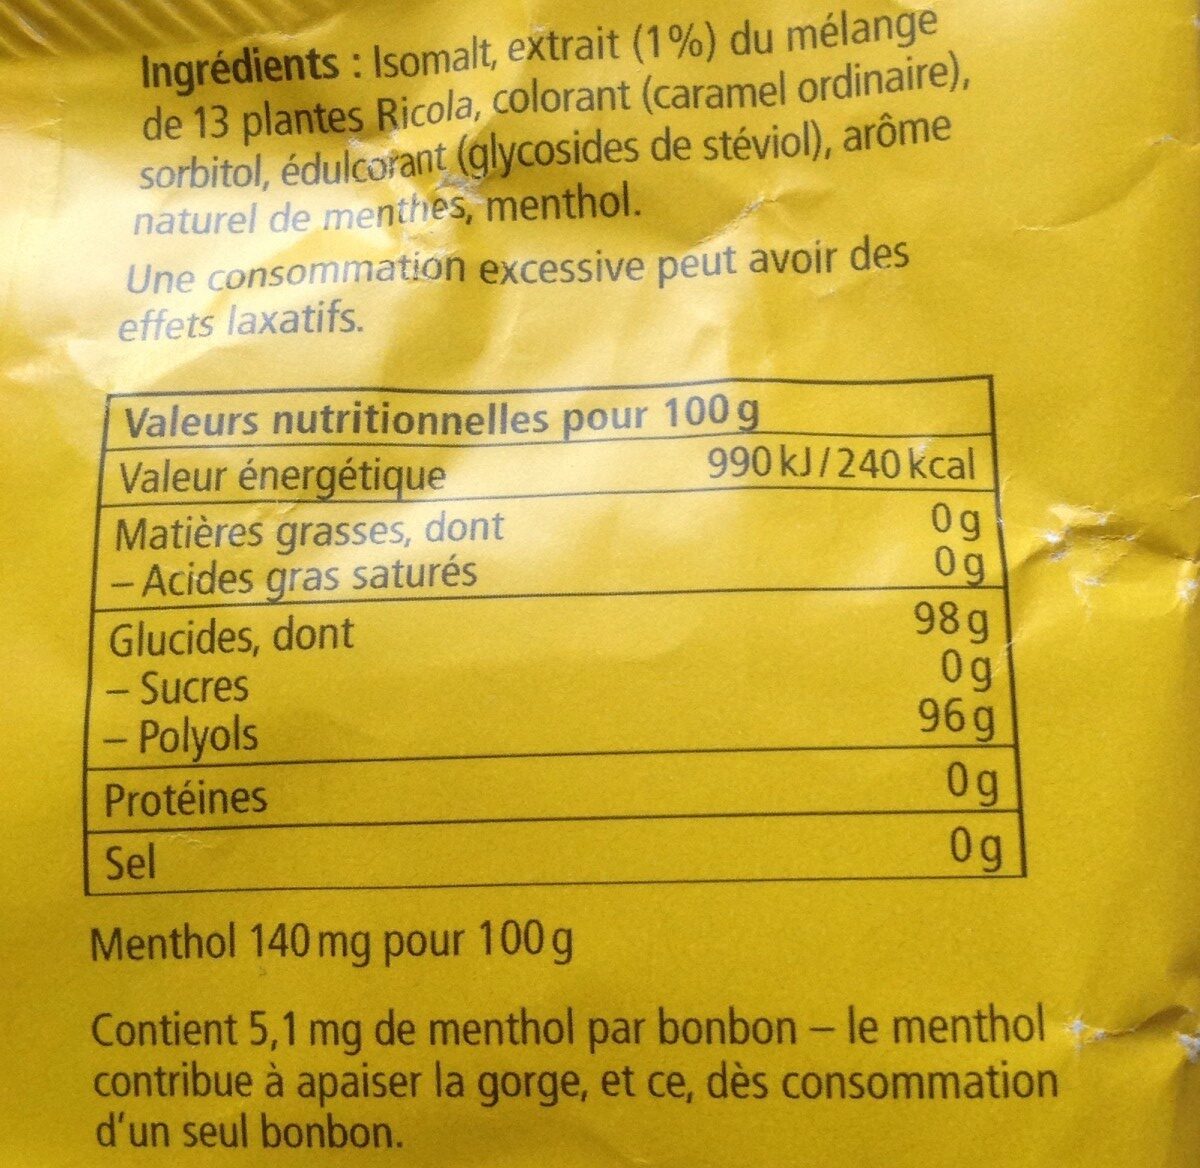 Ingrédients : Isomalt, extrait (1%) du mélange
de 13 plantes Ricola, colorant (caramel ordinaire),
sorbitol, édulcorant (glycosides de stéviol), arôme
naturel de menthes, menthol.
Une consommation excessive peut avoir des
effets laxatifs.
Valeurs nutritionnelles pour 100 g
Valeur énergétique 990 kJ / 240 kcal
Matières grasses, dont 0 g
– Acides gras saturés 0 g
Glucides, dont 98 g
– Sucres 0 g
– Polyols 96 g
Protéines 0 g
Sel 0 g
Menthol 140 mg pour 100 g
Contient 5,1 mg de menthol par bonbon – le menthol
contribue à apaiser la gorge, et ce, dès consommation
d'un seul bonbon.